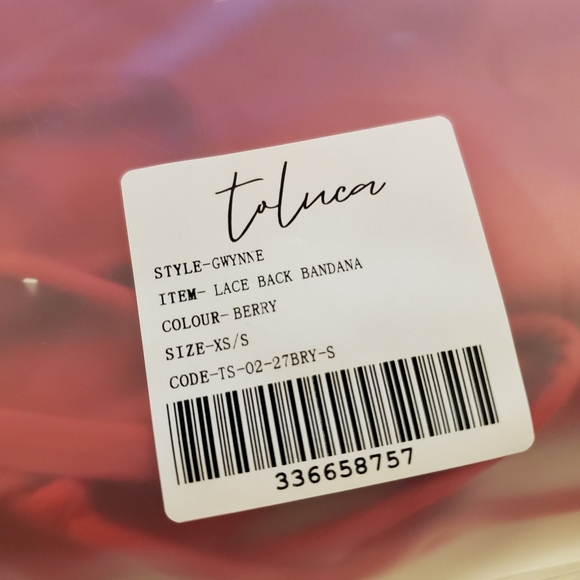 toluca
STYLE-GWYNNE
ITEM- LACE BACK BANDANA
COLOUR- BERRY
SIZE-XS/S
CODE-TS-02-27BRY-S
336658757